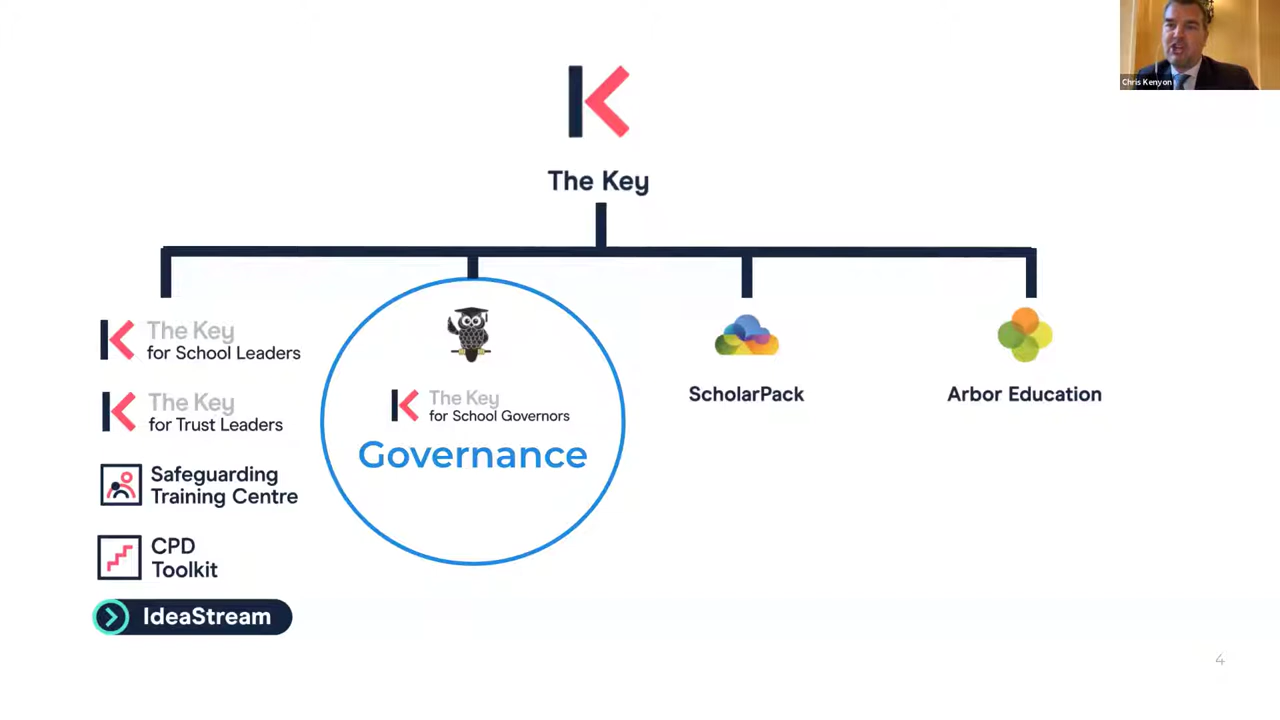 Chris Kenyon
The Key
The Key
for School Leaders
The Key
for Trust Leaders
Safeguarding
Training Centre
CPD
Toolkit
IdeaStream
The Key
for School Governors
Governance
ScholarPack
Arbor Education
4